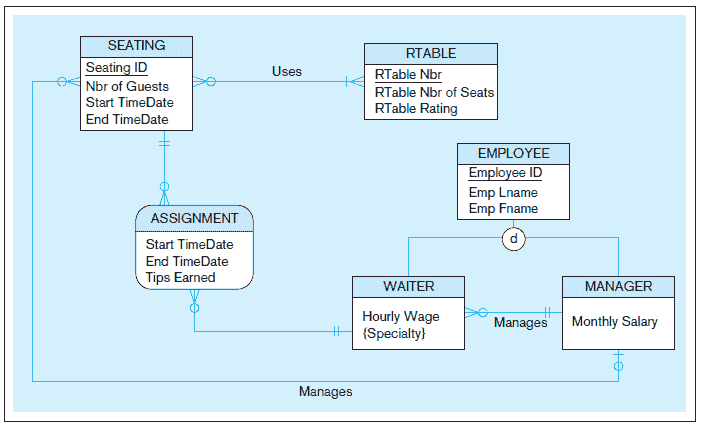 SEATING
Seating ID
Nbr of Guests
Start TimeDate
End TimeDate
Uses
RTABLE
RTable Nbr
RTable Nbr of Seats
RTable Rating
EMPLOYEE
Employee ID
Emp Lname
Emp Fname
d
ASSIGNMENT
Start TimeDate
End TimeDate
Tips Earned
WAITER
Hourly Wage
{Specialty}
Manages
MANAGER
Monthly Salary
Manages